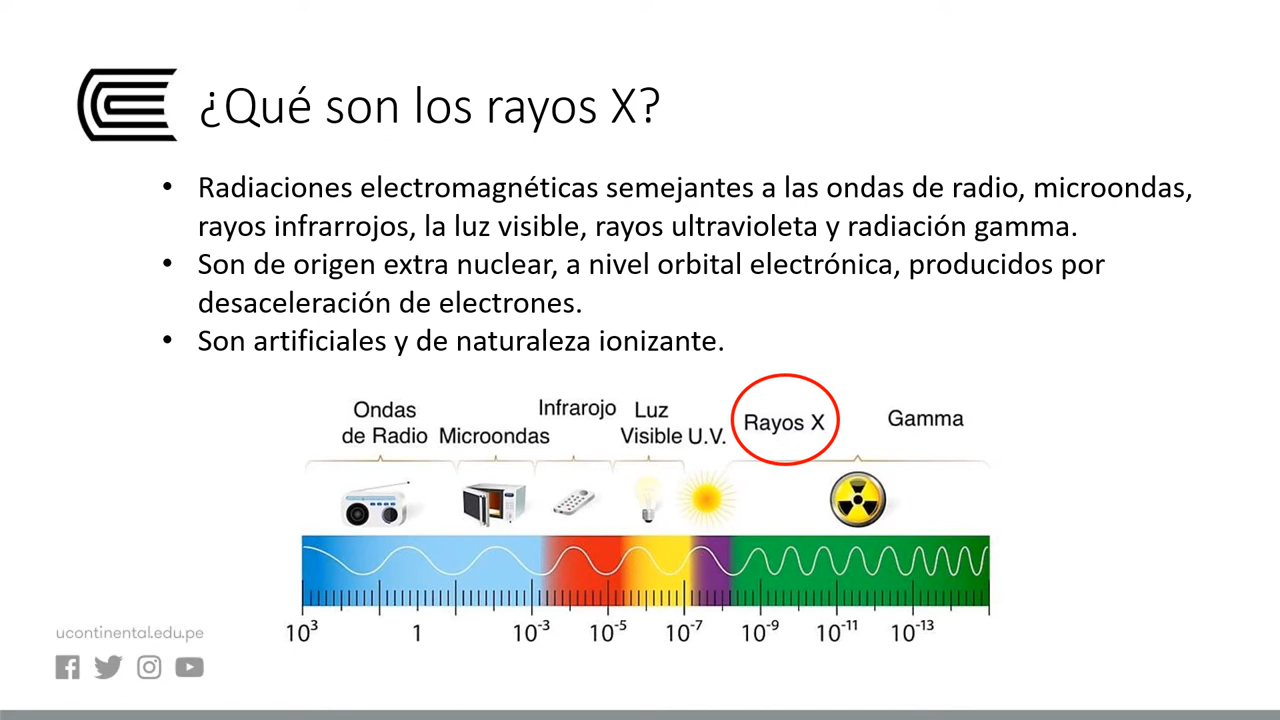 ¿Qué son los rayos X?
• Radiaciones electromagnéticas semejantes a las ondas de radio, microondas,
rayos infrarrojos, la luz visible, rayos ultravioleta y radiación gamma.
• Son de origen extra nuclear, a nivel orbital electrónica, producidos por
desaceleración de electrones.
• Son artificiales y de naturaleza ionizante.
Ondas
de Radio
Microondas
Infrarojo
Luz
Visible
U.V.
Rayos X
Gamma
10³ 1 10⁻³ 10⁻⁵ 10⁻⁷ 10⁻⁹ 10⁻¹¹ 10⁻¹³
ucontinental.edu.pe